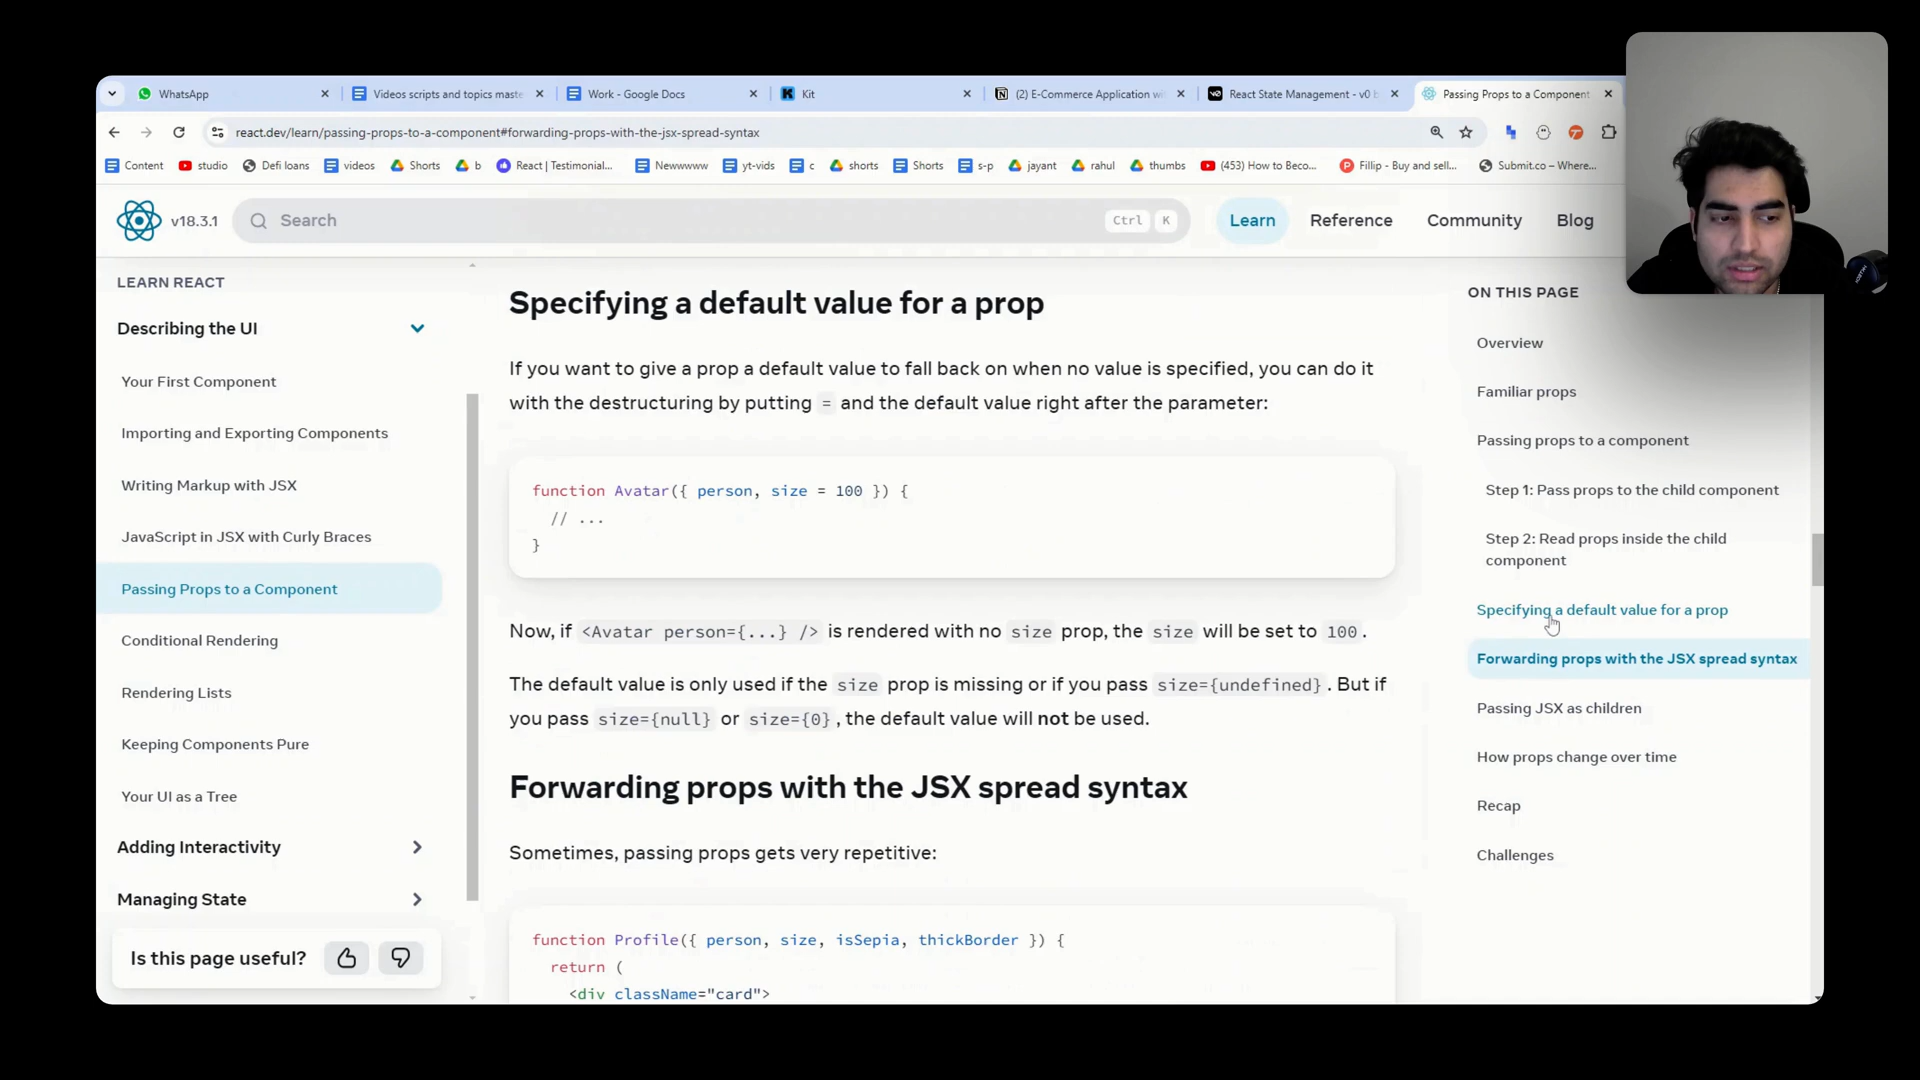 WhatsApp
Videos scripts and topics maste
Work - Google Docs
Kit
(2) E-Commerce Application wi
React State Management - v0 b
Passing Props to a Component
react.dev/learn/passing-props-to-a-component#forwarding-props-with-the-jsx-spread-syntax
Content
studio
Defi loans
videos
Shorts
b
React | Testimonial...
Newwwww
yt-vids
c
shorts
Shorts
s-p
jayant
rahul
thumbs
(453) How to Beco...
Fillip - Buy and sell...
Submit.co – Where...
v18.3.1
Search
Ctrl K
Learn
Reference
Community
Blog
LEARN REACT
Describing the UI
Your First Component
Importing and Exporting Components
Writing Markup with JSX
JavaScript in JSX with Curly Braces
Passing Props to a Component
Conditional Rendering
Rendering Lists
Keeping Components Pure
Your UI as a Tree
Adding Interactivity
Managing State
Is this page useful?
Specifying a default value for a prop
If you want to give a prop a default value to fall back on when no value is specified, you can do it
with the destructuring by putting = and the default value right after the parameter:
function Avatar({ person, size = 100 }) {
// ...
}
Now, if <Avatar person={...} /> is rendered with no size prop, the size will be set to 100.
The default value is only used if the size prop is missing or if you pass size={undefined}. But if
you pass size={null} or size={0}, the default value will not be used.
Forwarding props with the JSX spread syntax
Sometimes, passing props gets very repetitive:
function Profile({ person, size, isSepia, thickBorder }) {
return (
<div className="card">
ON THIS PAGE
Overview
Familiar props
Passing props to a component
Step 1: Pass props to the child component
Step 2: Read props inside the child
component
Specifying a default value for a prop
Forwarding props with the JSX spread syntax
Passing JSX as children
How props change over time
Recap
Challenges